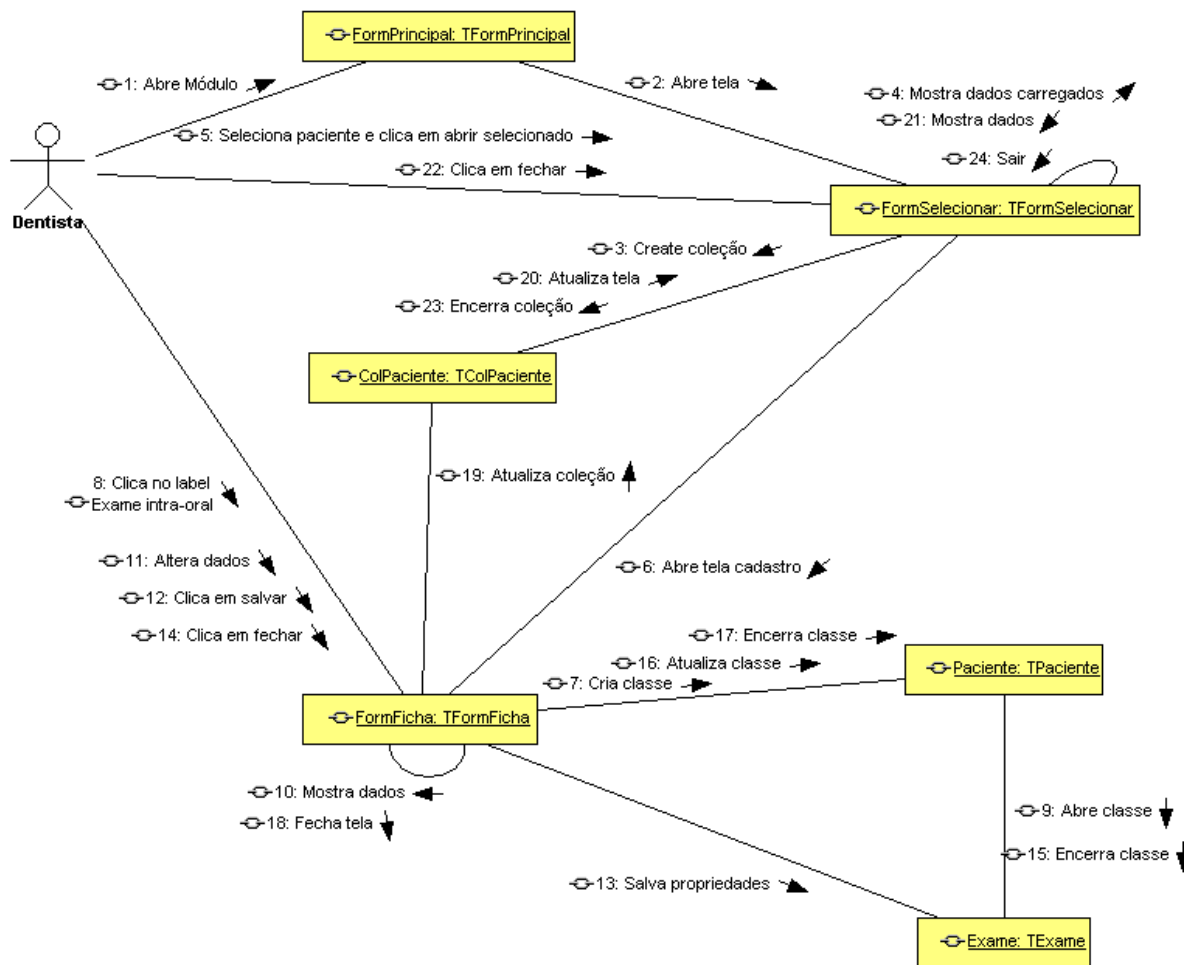 FormPrincipal: TFormPrincipal
1: Abre Módulo
2: Abre tela
4: Mostra dados carregados
21: Mostra dados
24: Sair
5: Seleciona paciente e clica em abrir selecionado
22: Clica em fechar
Dentista
FormSelecionar: TFormSelecionar
3: Create coleção
20: Atualiza tela
23: Encerra coleção
ColPaciente: TColPaciente
19: Atualiza coleção
8: Clica no label
Exame intra-oral
11: Altera dados
12: Clica em salvar
14: Clica em fechar
6: Abre tela cadastro
17: Encerra classe
16: Atualiza classe
7: Cria classe
Paciente: TPaciente
FormFicha: TFormFicha
10: Mostra dados
18: Fecha tela
9: Abre classe
15: Encerra classe
13: Salva propriedades
Exame: TExame